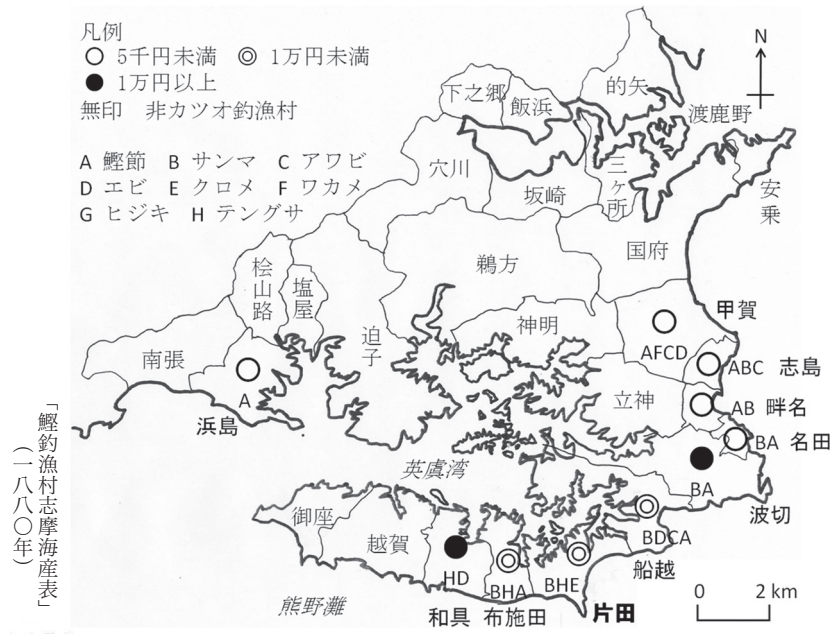 凡例
○ 5千円未満 ◎ 1万円未満
● 1万円以上
無印 非カツオ釣漁村
A 鰹節 B サンマ C アワビ
D エビ E クロメ F ワカメ
G ヒジキ H テングサ
N
下之郷
飯浜
的矢
渡鹿野
穴川
坂崎
三ヶ所
安乗
国府
鵜方
桧山路
塩屋
迫子
神明
甲賀
AFCD
南張
A
浜島
立神
ABC 志島
AB 畔名
BA 名田
BA
波切
英虞湾
御座
越賀
HD
和具
BHA
布施田
BHE
片田
BDCA
船越
熊野灘
0 2 km
「鰹釣漁村志摩海産表」
(一八八〇年)